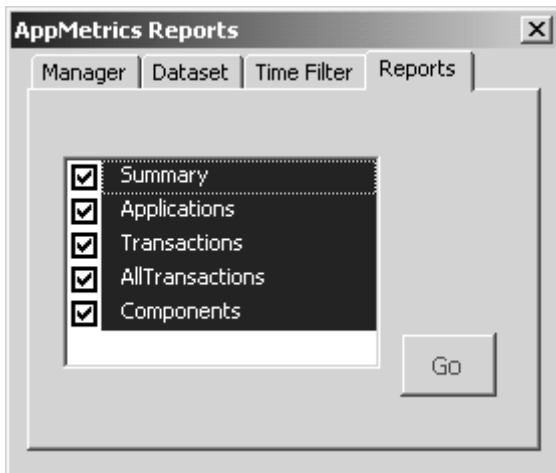 AppMetrics Reports
Manager Dataset Time Filter Reports
Summary
Applications
Transactions
AllTransactions
Components
Go